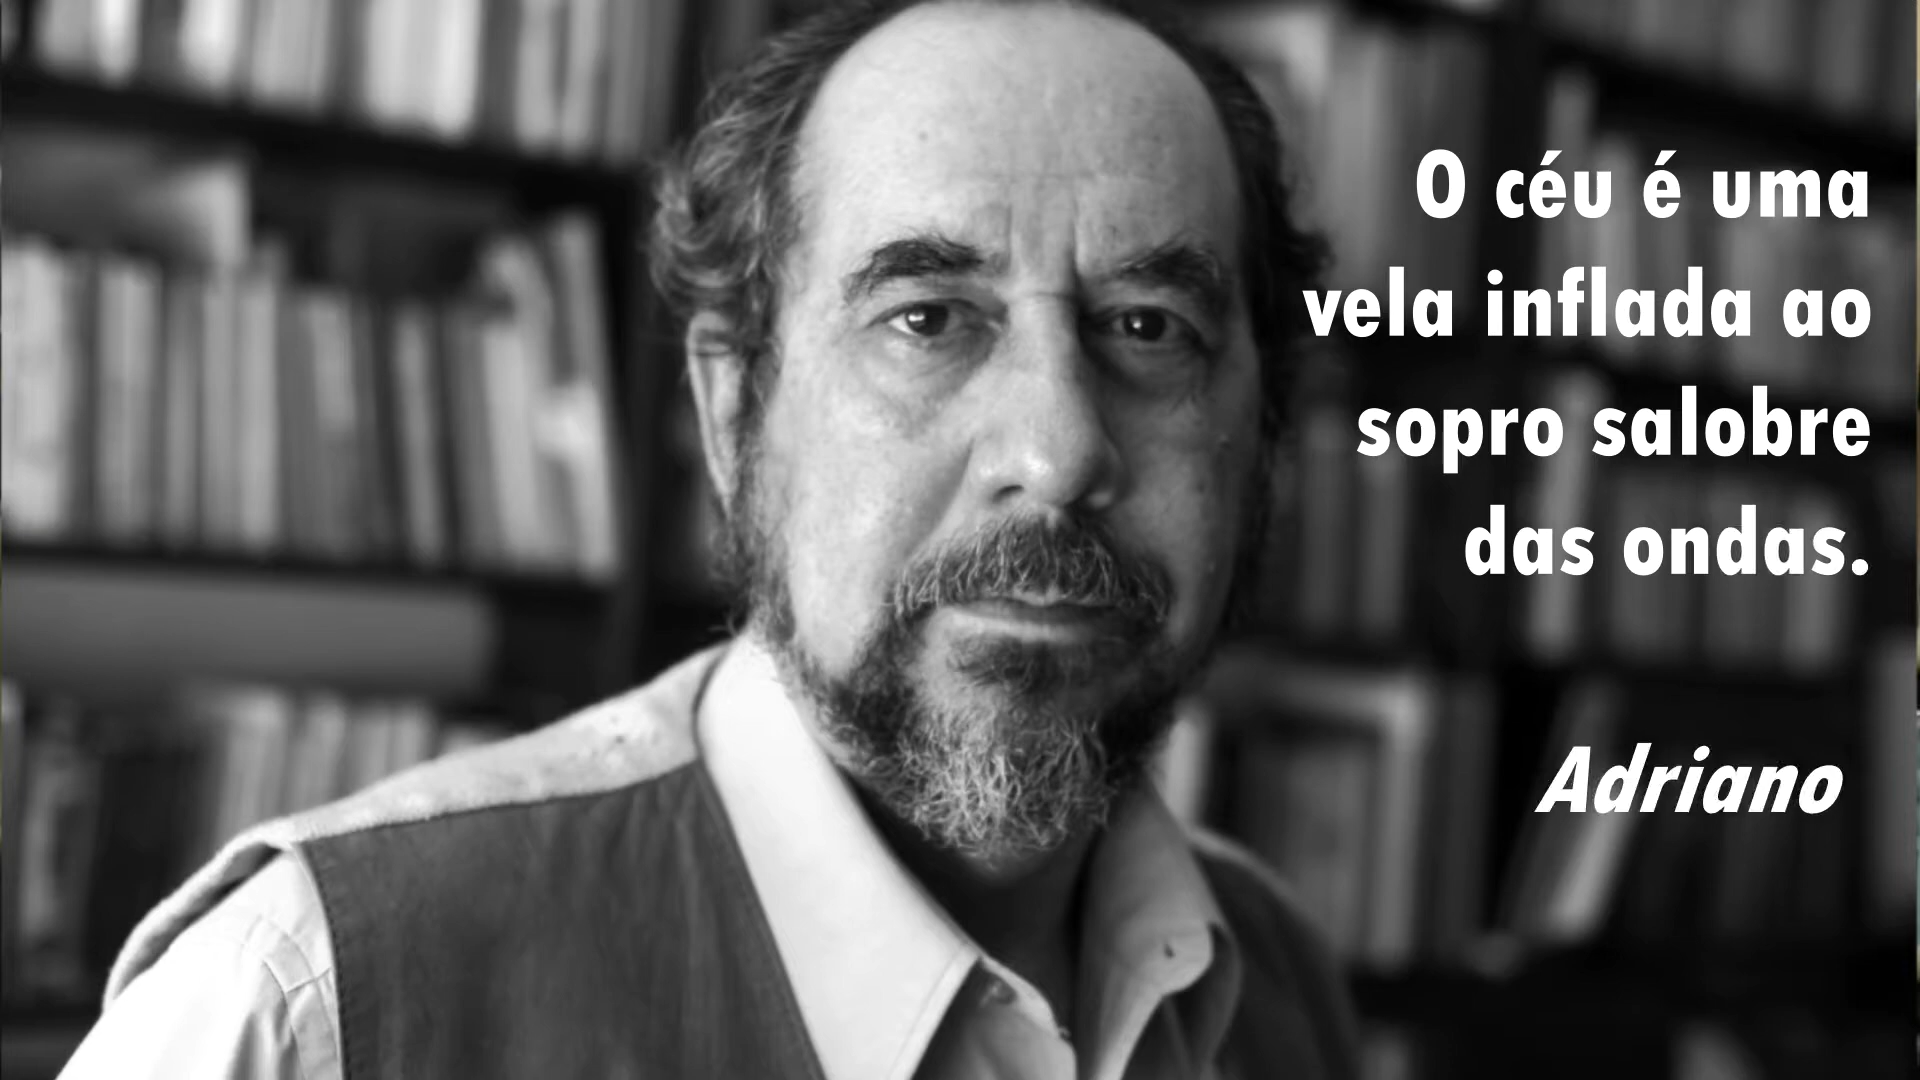 O céu é uma
vela inflada ao
sopro salobre
das ondas.
Adriano